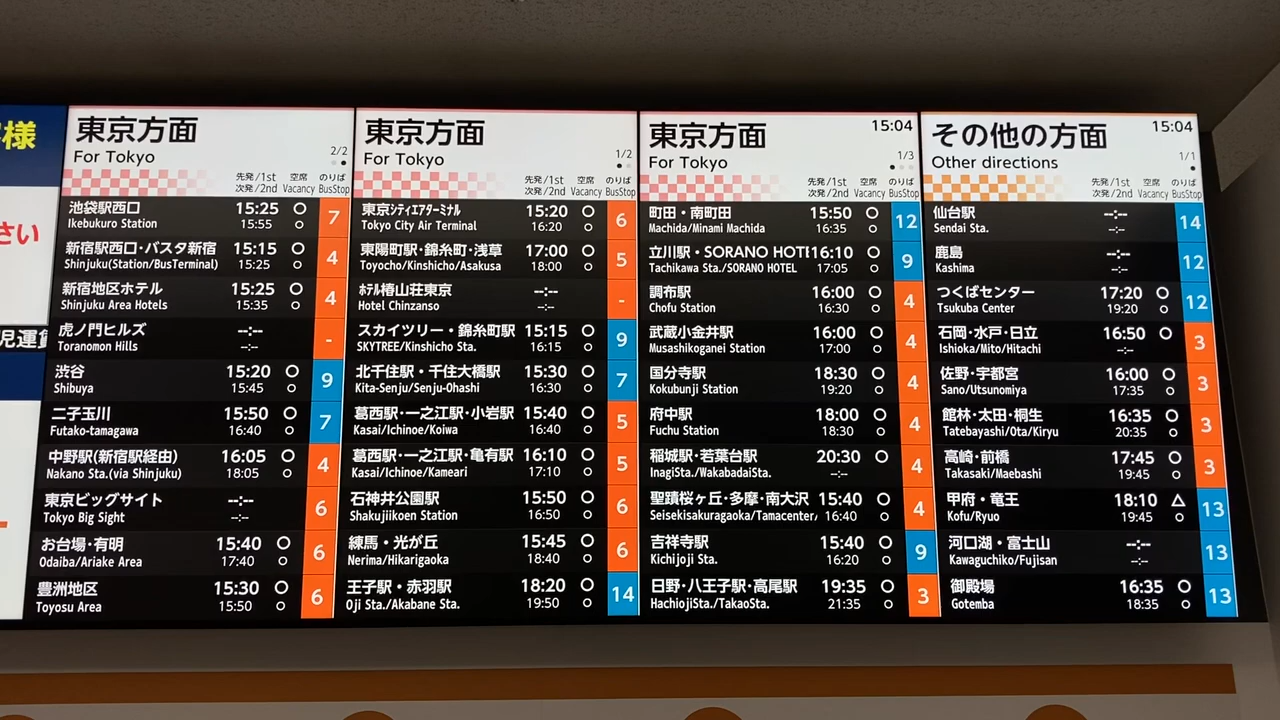 様
さい
児運賃
東京方面
For Tokyo
2/2
先発/1st 空席 のりば
次発/2nd Vacancy BusStop
池袋駅西口 15:25 ○ 7
Ikebukuro Station 15:55 ○
新宿駅西口・バスタ新宿 15:15 ○ 4
Shinjuku(Station/BusTerminal) 15:25 ○
新宿地区ホテル 15:25 ○ 4
Shinjuku Area Hotels 15:35 ○
虎ノ門ヒルズ --:-- -
Toranomon Hills --:--
渋谷 15:20 ○ 9
Shibuya 15:45 ○
二子玉川 15:50 ○ 7
Futako-tamagawa 16:40 ○
中野駅(新宿駅経由) 16:05 ○ 4
Nakano Sta.(via Shinjuku) 18:05 ○
東京ビッグサイト --:-- 6
Tokyo Big Sight --:--
お台場・有明 15:40 ○ 6
Odaiba/Ariake Area 17:40 ○
豊洲地区 15:30 ○ 6
Toyosu Area 15:50 ○
東京方面
For Tokyo
1/2
先発/1st 空席 のりば
次発/2nd Vacancy BusStop
東京ｼﾃｨｴｱﾀｰﾐﾅﾙ 15:20 ○ 6
Tokyo City Air Terminal 16:20 ○
東陽町駅・錦糸町・浅草 17:00 ○ 5
Toyocho/Kinshicho/Asakusa 18:00 ○
ﾎﾃﾙ椿山荘東京 --:-- -
Hotel Chinzanso --:--
スカイツリー・錦糸町駅 15:15 ○ 9
SKYTREE/Kinshicho Sta. 16:15 ○
北千住駅・千住大橋駅 15:30 ○ 7
Kita-Senju/Senju-Ohashi 16:30 ○
葛西駅・一之江駅・小岩駅 15:40 ○ 5
Kasai/Ichinoe/Koiwa 16:40 ○
葛西駅・一之江駅・亀有駅 16:10 ○ 5
Kasai/Ichinoe/Kameari 17:10 ○
石神井公園駅 15:50 ○ 6
Shakujiikoen Station 16:50 ○
練馬・光が丘 15:45 ○ 6
Nerima/Hikarigaoka 18:40 ○
王子駅・赤羽駅 18:20 ○ 14
Oji Sta./Akabane Sta. 19:50 ○
東京方面 15:04
For Tokyo
1/3
先発/1st 空席 のりば
次発/2nd Vacancy BusStop
町田・南町田 15:50 ○ 12
Machida/Minami Machida 16:35 ○
立川駅・SORANO HOTE16:10 ○ 9
Tachikawa Sta./SORANO HOTEL 17:05 ○
調布駅 16:00 ○ 4
Chofu Station 16:30 ○
武蔵小金井駅 16:00 ○ 4
Musashikoganei Station 17:00 ○
国分寺駅 18:30 ○ 4
Kokubunji Station 19:20 ○
府中駅 18:00 ○ 4
Fuchu Station 18:30 ○
稲城駅・若葉台駅 20:30 ○ 4
InagiSta./WakabadaiSta. --:--
聖蹟桜ヶ丘・多摩・南大沢 15:40 ○ 4
Seisekisakuragaoka/Tamacenter/ 16:40 ○
吉祥寺駅 15:40 ○ 9
Kichijoji Sta. 16:20 ○
日野・八王子駅・高尾駅 19:35 ○ 3
HachiojiSta./TakaoSta. 21:35 ○
その他の方面 15:04
Other directions
1/1
先発/1st 空席 のりば
次発/2nd Vacancy BusStop
仙台駅 --:-- 14
Sendai Sta. --:--
鹿島 --:-- 12
Kashima --:--
つくばセンター 17:20 ○ 12
Tsukuba Center 19:20 ○
石岡・水戸・日立 16:50 ○ 3
Ishioka/Mito/Hitachi --:--
佐野・宇都宮 16:00 ○ 3
Sano/Utsunomiya 17:35 ○
館林・太田・桐生 16:35 ○ 3
Tatebayashi/Ota/Kiryu 20:35 ○
高崎・前橋 17:45 ○ 3
Takasaki/Maebashi 19:45 ○
甲府・竜王 18:10 △ 13
Kofu/Ryuo 19:45 ○
河口湖・富士山 --:-- 13
Kawaguchiko/Fujisan --:--
御殿場 16:35 ○ 13
Gotemba 18:35 ○